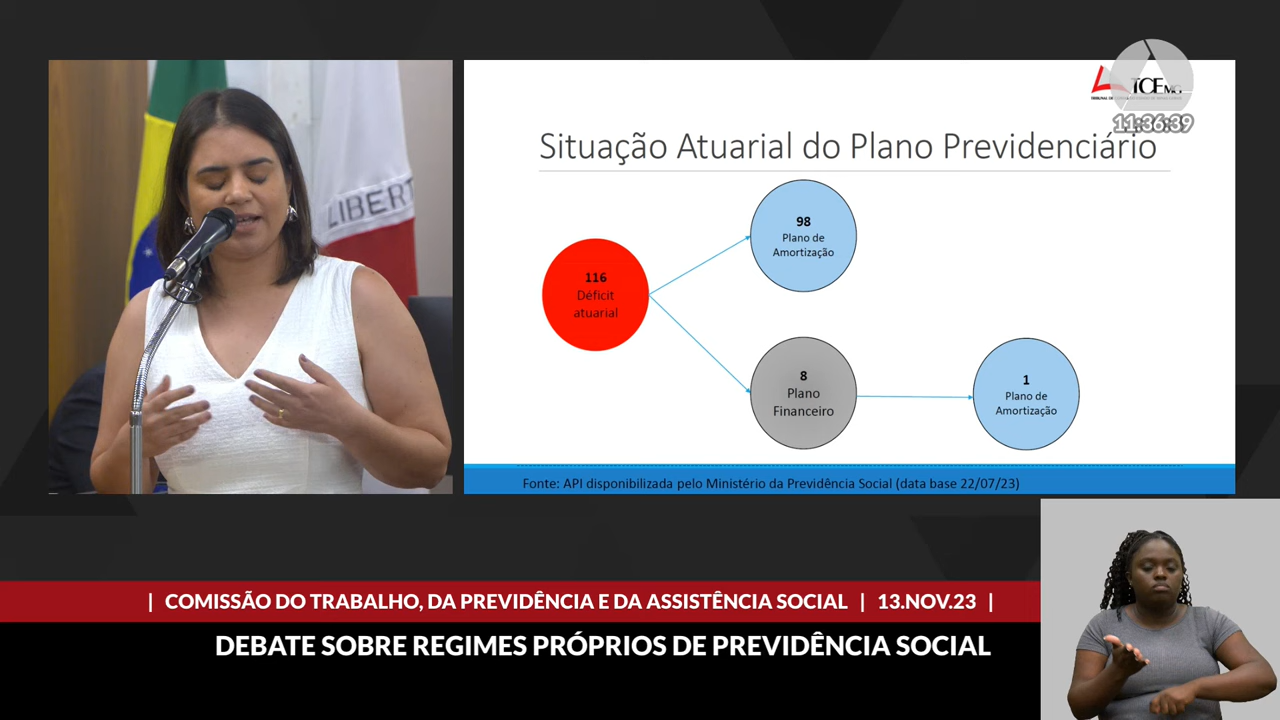 LIBERT
TCEMG
11:36:39
Situação Atuarial do Plano Previdenciário
98
Plano de
Amortização
116
Déficit
atuarial
8
Plano
Financeiro
1
Plano de
Amortização
Fonte: API disponibilizada pelo Ministério da Previdência Social (data base 22/07/23)
| COMISSÃO DO TRABALHO, DA PREVIDÊNCIA E DA ASSISTÊNCIA SOCIAL | 13.NOV.23 |
DEBATE SOBRE REGIMES PRÓPRIOS DE PREVIDÊNCIA SOCIAL